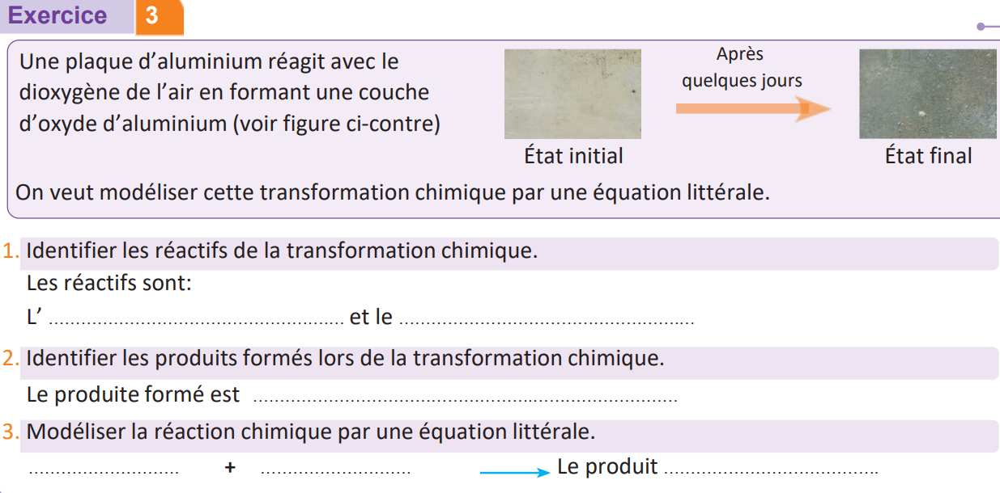 Exercice 3
Une plaque d'aluminium réagit avec le
dioxygène de l'air en formant une couche
d'oxyde d'aluminium (voir figure ci-contre)
Après
quelques jours
État initial
État final
On veut modéliser cette transformation chimique par une équation littérale.
1. Identifier les réactifs de la transformation chimique.
Les réactifs sont:
L' ....................................................... et le .......................................................
2. Identifier les produits formés lors de la transformation chimique.
Le produite formé est ...............................................................................
3. Modéliser la réaction chimique par une équation littérale.
............................ + ............................ Le produit ........................................